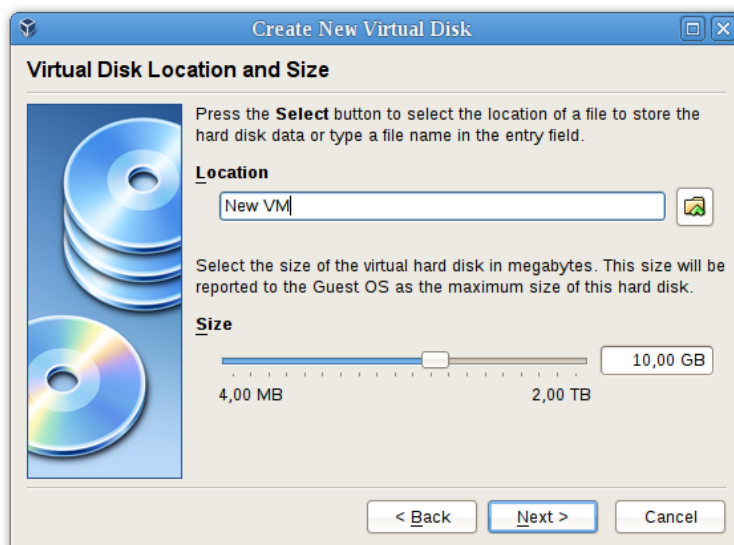 Create New Virtual Disk
Virtual Disk Location and Size
Press the Select button to select the location of a file to store the
hard disk data or type a file name in the entry field.
Location
New VM
Select the size of the virtual hard disk in megabytes. This size will be
reported to the Guest OS as the maximum size of this hard disk.
Size
10,00 GB
4,00 MB 2,00 TB
< Back Next > Cancel